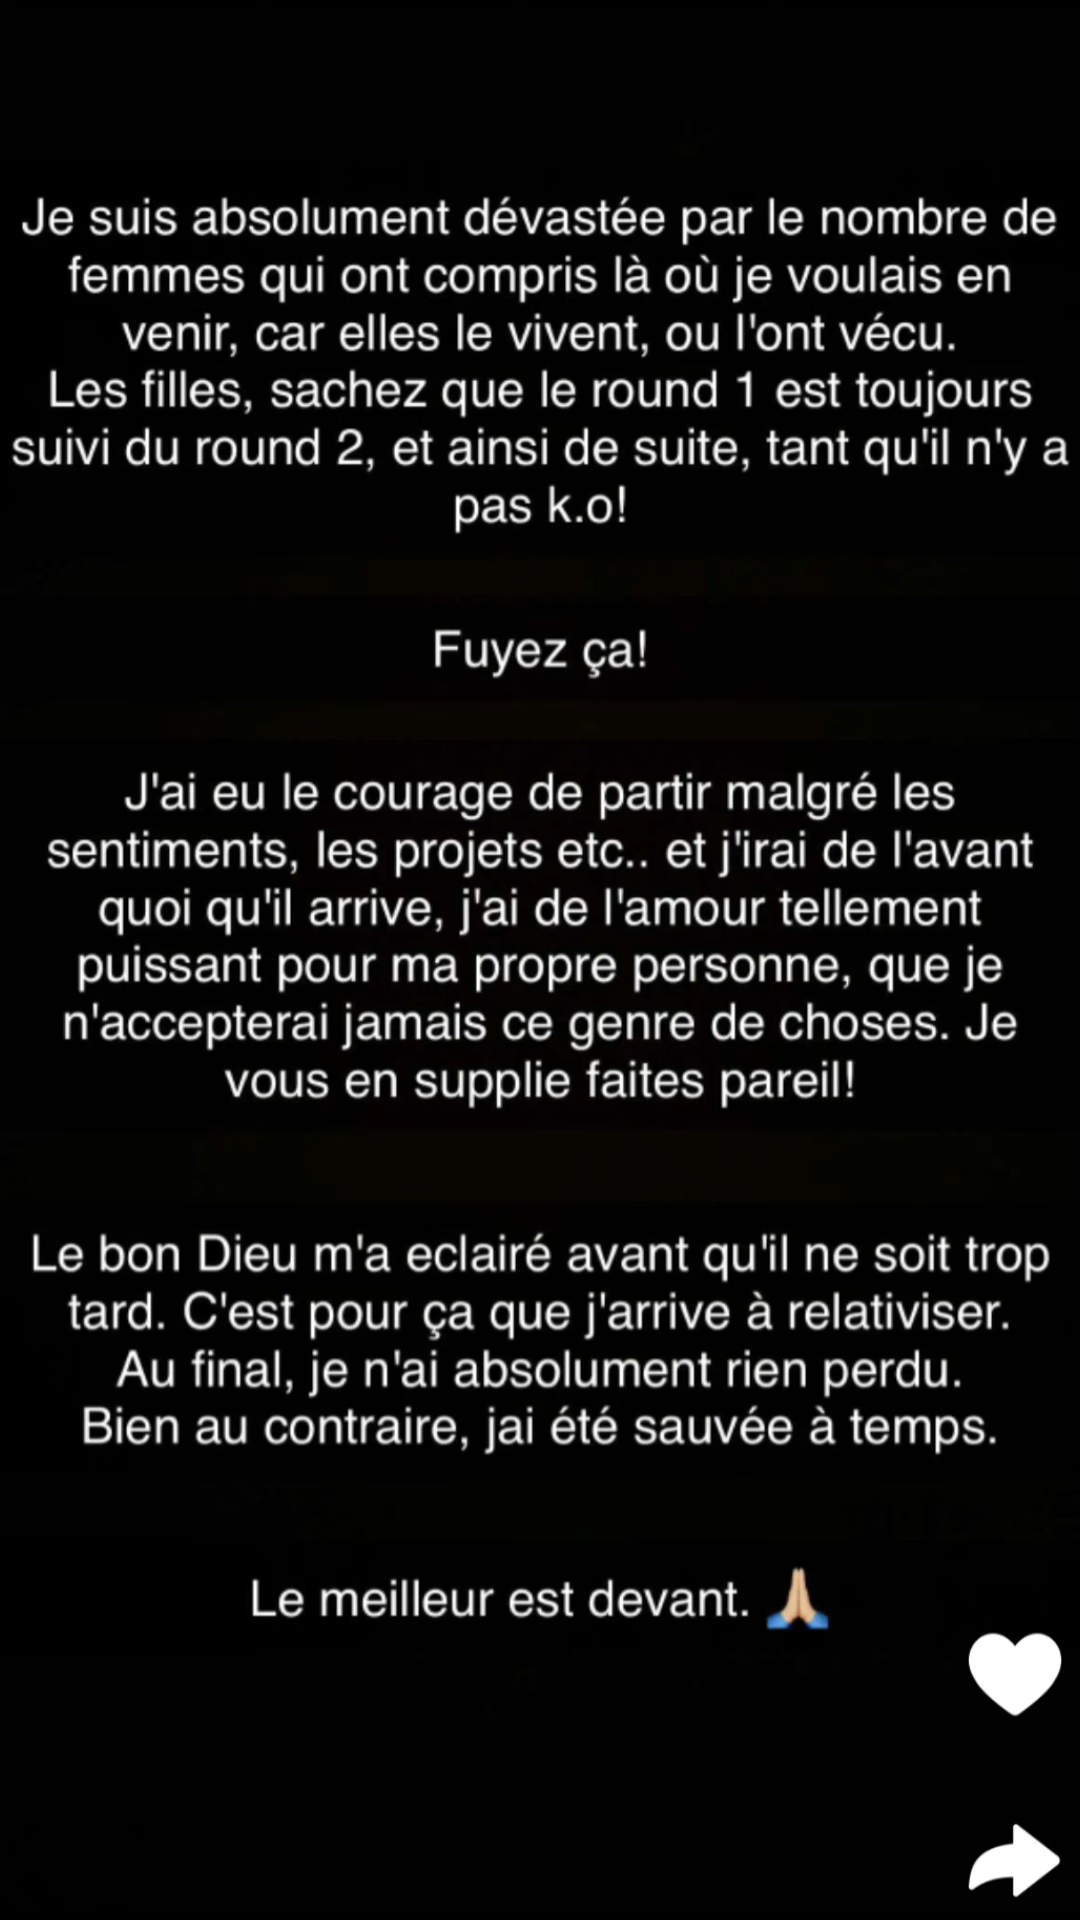 Je suis absolument dévastée par le nombre de
femmes qui ont compris là où je voulais en
venir, car elles le vivent, ou l'ont vécu.
Les filles, sachez que le round 1 est toujours
suivi du round 2, et ainsi de suite, tant qu'il n'y a
pas k.o!
Fuyez ça!
J'ai eu le courage de partir malgré les
sentiments, les projets etc.. et j'irai de l'avant
quoi qu'il arrive, j'ai de l'amour tellement
puissant pour ma propre personne, que je
n'accepterai jamais ce genre de choses. Je
vous en supplie faites pareil!
Le bon Dieu m'a eclairé avant qu'il ne soit trop
tard. C'est pour ça que j'arrive à relativiser.
Au final, je n'ai absolument rien perdu.
Bien au contraire, jai été sauvée à temps.
Le meilleur est devant. 🙏🏼